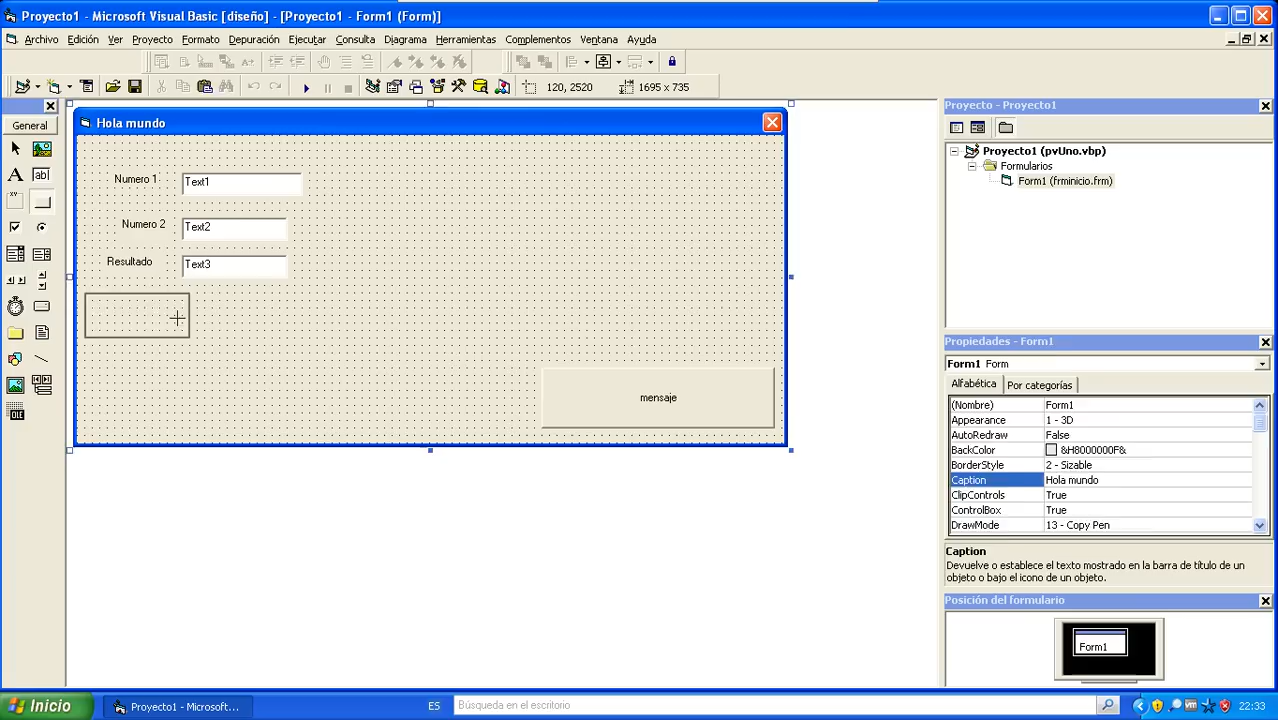 Proyecto1 - Microsoft Visual Basic [diseño] - [Proyecto1 - Form1 (Form)]
Archivo Edición Ver Proyecto Formato Depuración Ejecutar Consulta Diagrama Herramientas Complementos Ventana Ayuda
120, 2520 1695 x 735
General
Hola mundo
Numero 1 Text1
Numero 2 Text2
Resultado Text3
mensaje
Proyecto - Proyecto1
Proyecto1 (pvUno.vbp)
Formularios
Form1 (frminicio.frm)
Propiedades - Form1
Form1 Form
Alfabética Por categorías
(Nombre) Form1
Appearance 1 - 3D
AutoRedraw False
BackColor &H8000000F&
BorderStyle 2 - Sizable
Caption Hola mundo
ClipControls True
ControlBox True
DrawMode 13 - Copy Pen
Caption
Devuelve o establece el texto mostrado en la barra de título de un
objeto o bajo el icono de un objeto.
Posición del formulario
Form1
Inicio Proyecto1 - Microsoft... ES Búsqueda en el escritorio 22:33